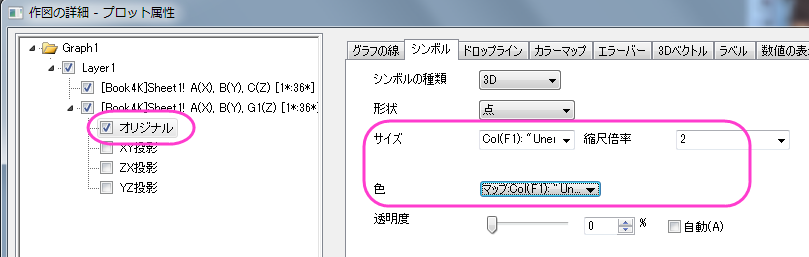 作図の詳細 - プロット属性
Graph1
Layer1
[Book4K]Sheet1! A(X), B(Y), C(Z) [1*:36*]
[Book4K]Sheet1! A(X), B(Y), G1(Z) [1*:36*]
オリジナル
XY投影
ZX投影
YZ投影
グラフの線 シンボル ドロップライン カラーマップ エラーバー 3Dベクトル ラベル 数値の表
シンボルの種類 3D
形状 点
サイズ Col(F1): "Uner 縮尺倍率 2
色 マップ:Col(F1): "Un...
透明度 0 % 自動(A)